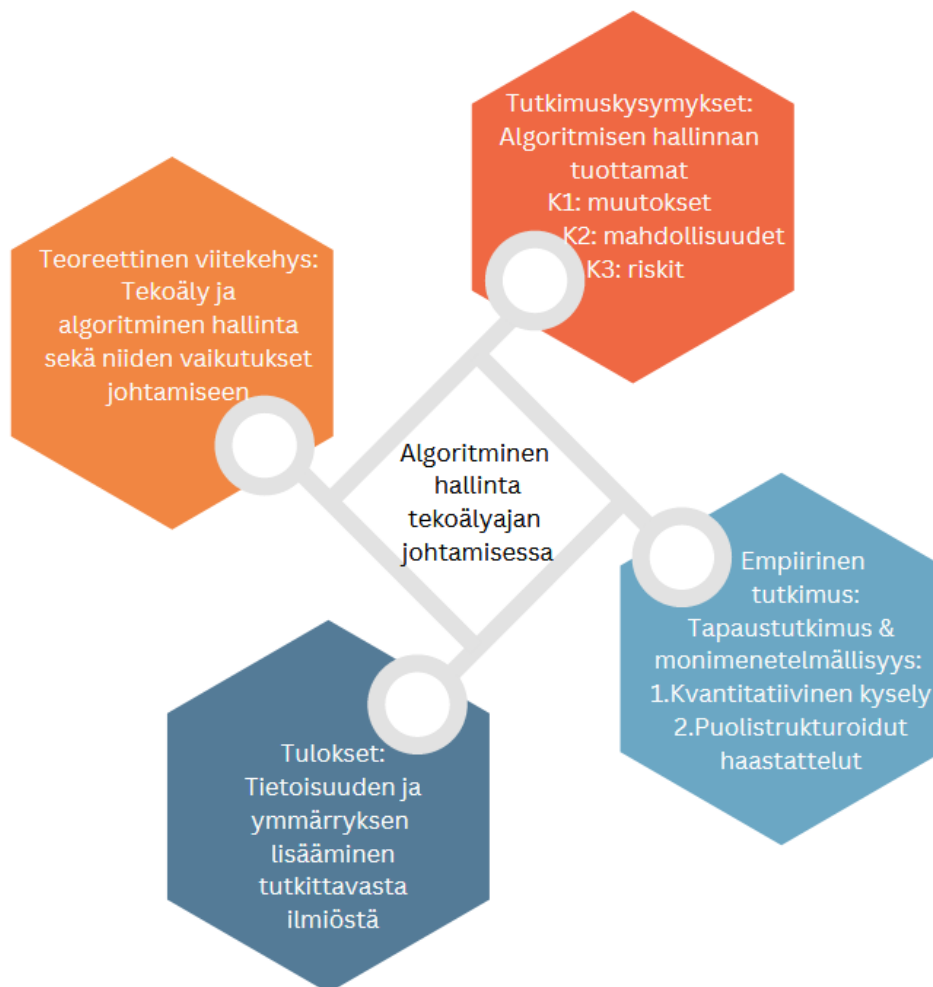 Tutkimuskysymykset:
Algoritmisen hallinnan
tuottamat
K1: muutokset
K2: mahdollisuudet
K3: riskit
Teoreettinen viitekehys:
Tekoäly ja
algoritminen hallinta
sekä niiden vaikutukset
johtamiseen
Algoritminen
hallinta
tekoälyajan
johtamisessa
Empiirinen
tutkimus:
Tapaustutkimus &
monimenetelmällisyys:
1.Kvantitatiivinen kysely
2.Puolistrukturoidut
haastattelut
Tulokset:
Tietoisuuden ja
ymmärryksen
lisääminen
tutkittavasta
ilmiöstä